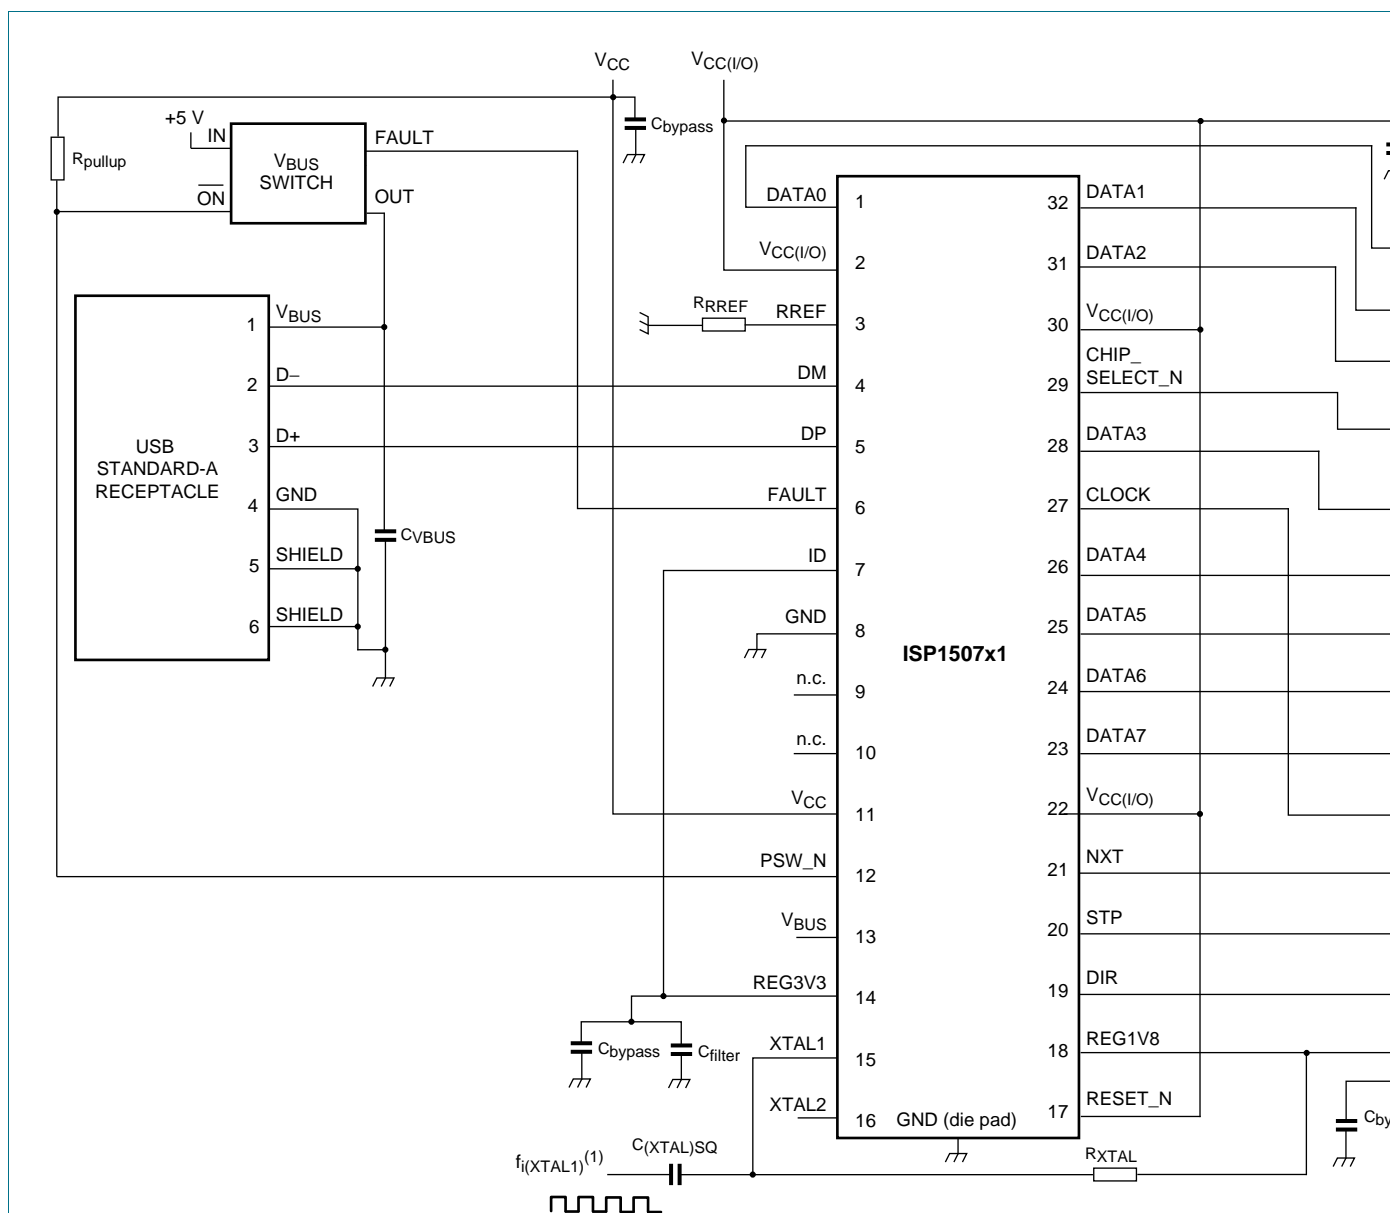 VCC
VCC(I/O)
Cbypass
+5 V
IN
FAULT
Rpullup
VBUS
SWITCH
ON
OUT
DATA0
1
32
DATA1
VCC(I/O)
2
31
DATA2
RRREF
RREF
3
30
VCC(I/O)
CHIP_
SELECT_N
DM
4
29
DP
5
28
DATA3
FAULT
6
27
CLOCK
ID
7
26
DATA4
GND
8
25
DATA5
ISP1507x1
n.c.
9
24
DATA6
n.c.
10
23
DATA7
VCC
11
22
VCC(I/O)
PSW_N
12
21
NXT
VBUS
13
20
STP
REG3V3
14
19
DIR
XTAL1
15
18
REG1V8
XTAL2
16
GND (die pad)
17
RESET_N
1
VBUS
2
D−
3
D+
USB
STANDARD-A
RECEPTACLE
4
GND
5
SHIELD
6
SHIELD
CVBUS
Cbypass
Cfilter
C(XTAL)SQ
fi(XTAL1)(1)
RXTAL
Cby